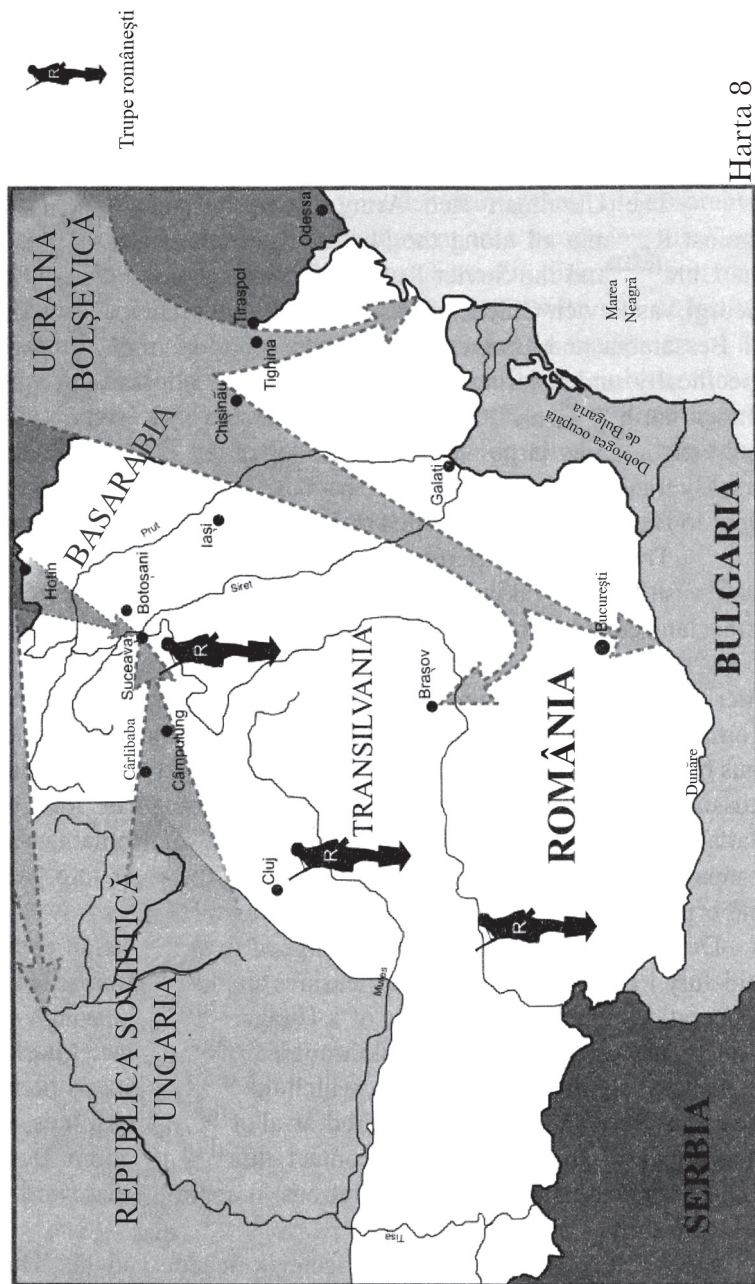 REPUBLICA SOVIETICĂ
UNGARIA
UCRAINA
BOLȘEVICĂ
BASARABIA
Hotin
Botoșani
Suceava
Cârlibaba
Câmpulung
Iași
Prut
Siret
Chișinău
Tiraspol
Tighina
Odessa
Cluj
TRANSILVANIA
Mureș
Brașov
Galați
Tisa
ROMÂNIA
București
Dobrogea ocupată
de Bulgaria
Marea
Neagră
Dunăre
SERBIA
BULGARIA
R
R
R
R
Trupe românești
Harta 8